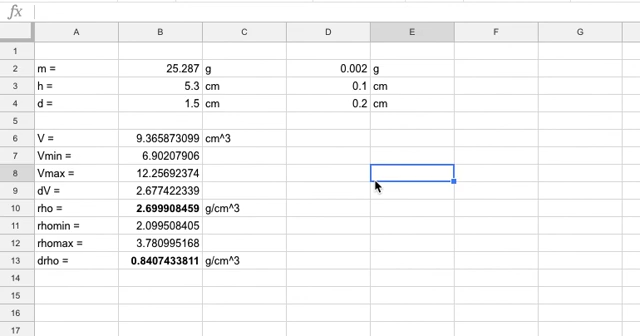 fx
A B C D E F G
1
2 m = 25.287 g 0.002 g
3 h = 5.3 cm 0.1 cm
4 d = 1.5 cm 0.2 cm
5
6 V = 9.365873099 cm^3
7 Vmin = 6.90207906
8 Vmax = 12.25692374
9 dV = 2.677422339
10 rho = 2.699908459 g/cm^3
11 rhomin = 2.099508405
12 rhomax = 3.780995168
13 drho = 0.8407433811 g/cm^3
14
15
16
17